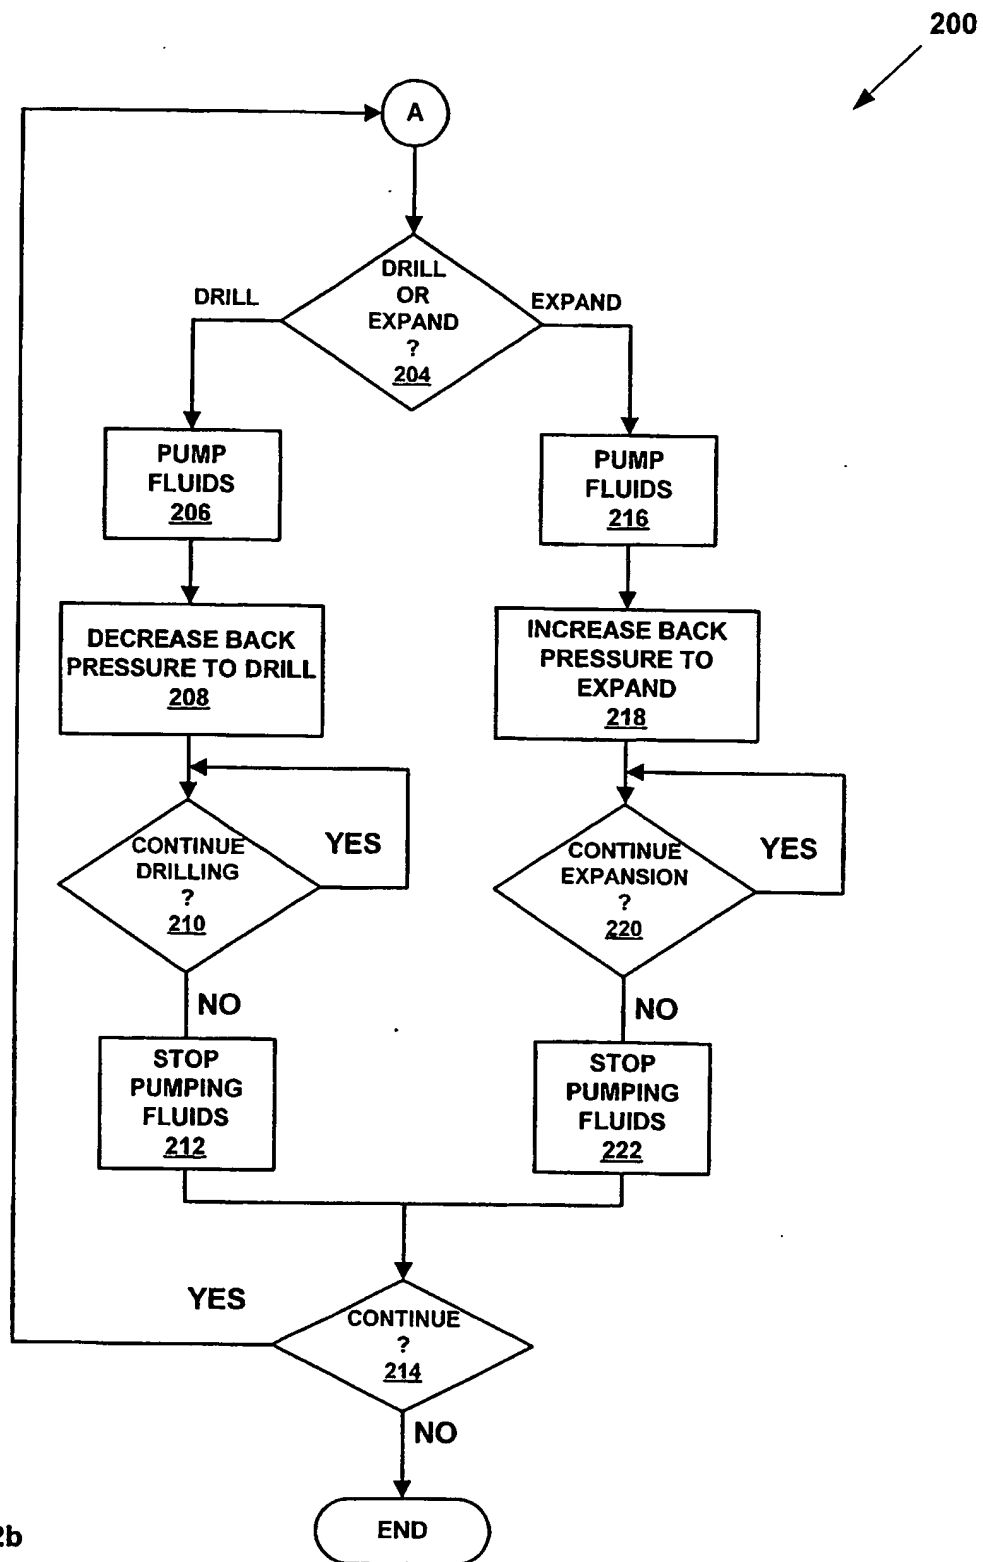 200
A
DRILL
OR
EXPAND
?
204
DRILL
EXPAND
PUMP
FLUIDS
206
PUMP
FLUIDS
216
DECREASE BACK
PRESSURE TO DRILL
208
INCREASE BACK
PRESSURE TO
EXPAND
218
CONTINUE
DRILLING
?
210
YES
CONTINUE
EXPANSION
?
220
YES
NO
NO
STOP
PUMPING
FLUIDS
212
STOP
PUMPING
FLUIDS
222
YES
CONTINUE
?
214
NO
END
2b